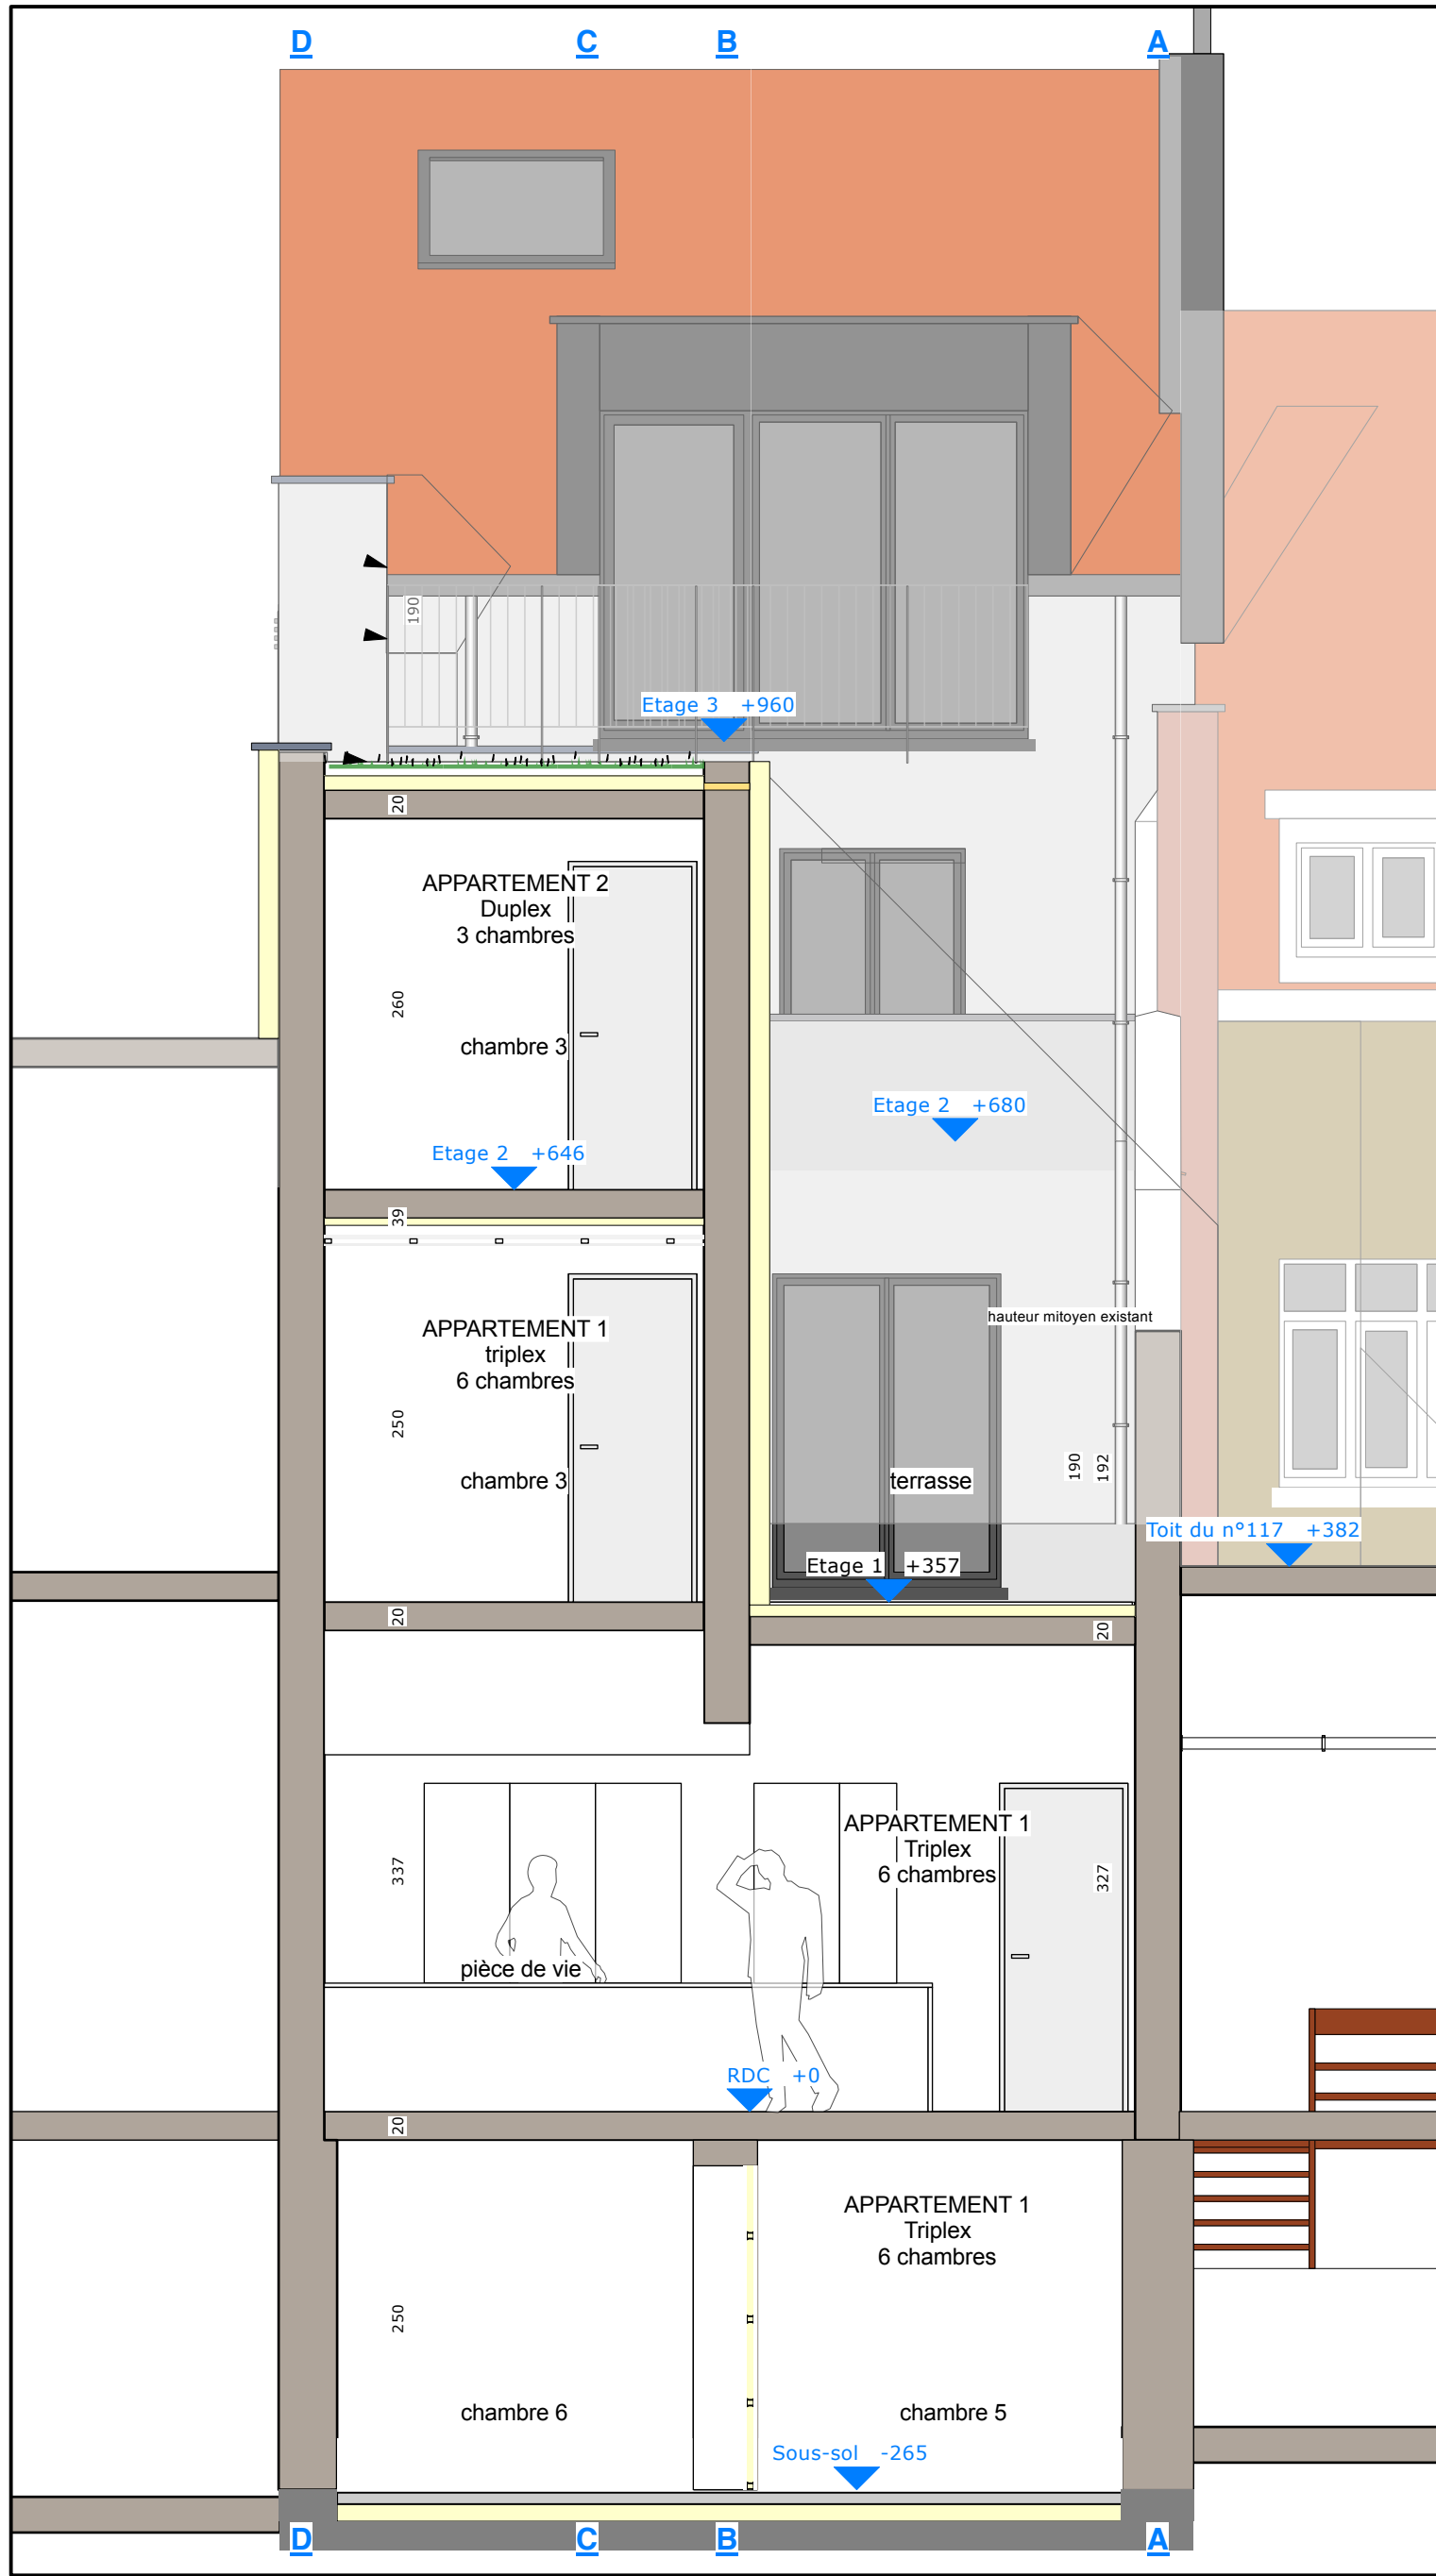 D C B A
190
Etage 3 +960
20
APPARTEMENT 2
Duplex
3 chambres
260
chambre 3
Etage 2 +680
Etage 2 +646
39
hauteur mitoyen existant
APPARTEMENT 1
triplex
6 chambres
250
chambre 3
190
192
terrasse
Toit du n°117 +382
Etage 1 +357
20
20
APPARTEMENT 1
Triplex
6 chambres
337
327
pièce de vie
RDC +0
20
APPARTEMENT 1
Triplex
6 chambres
250
chambre 6
chambre 5
Sous-sol -265
D C B A